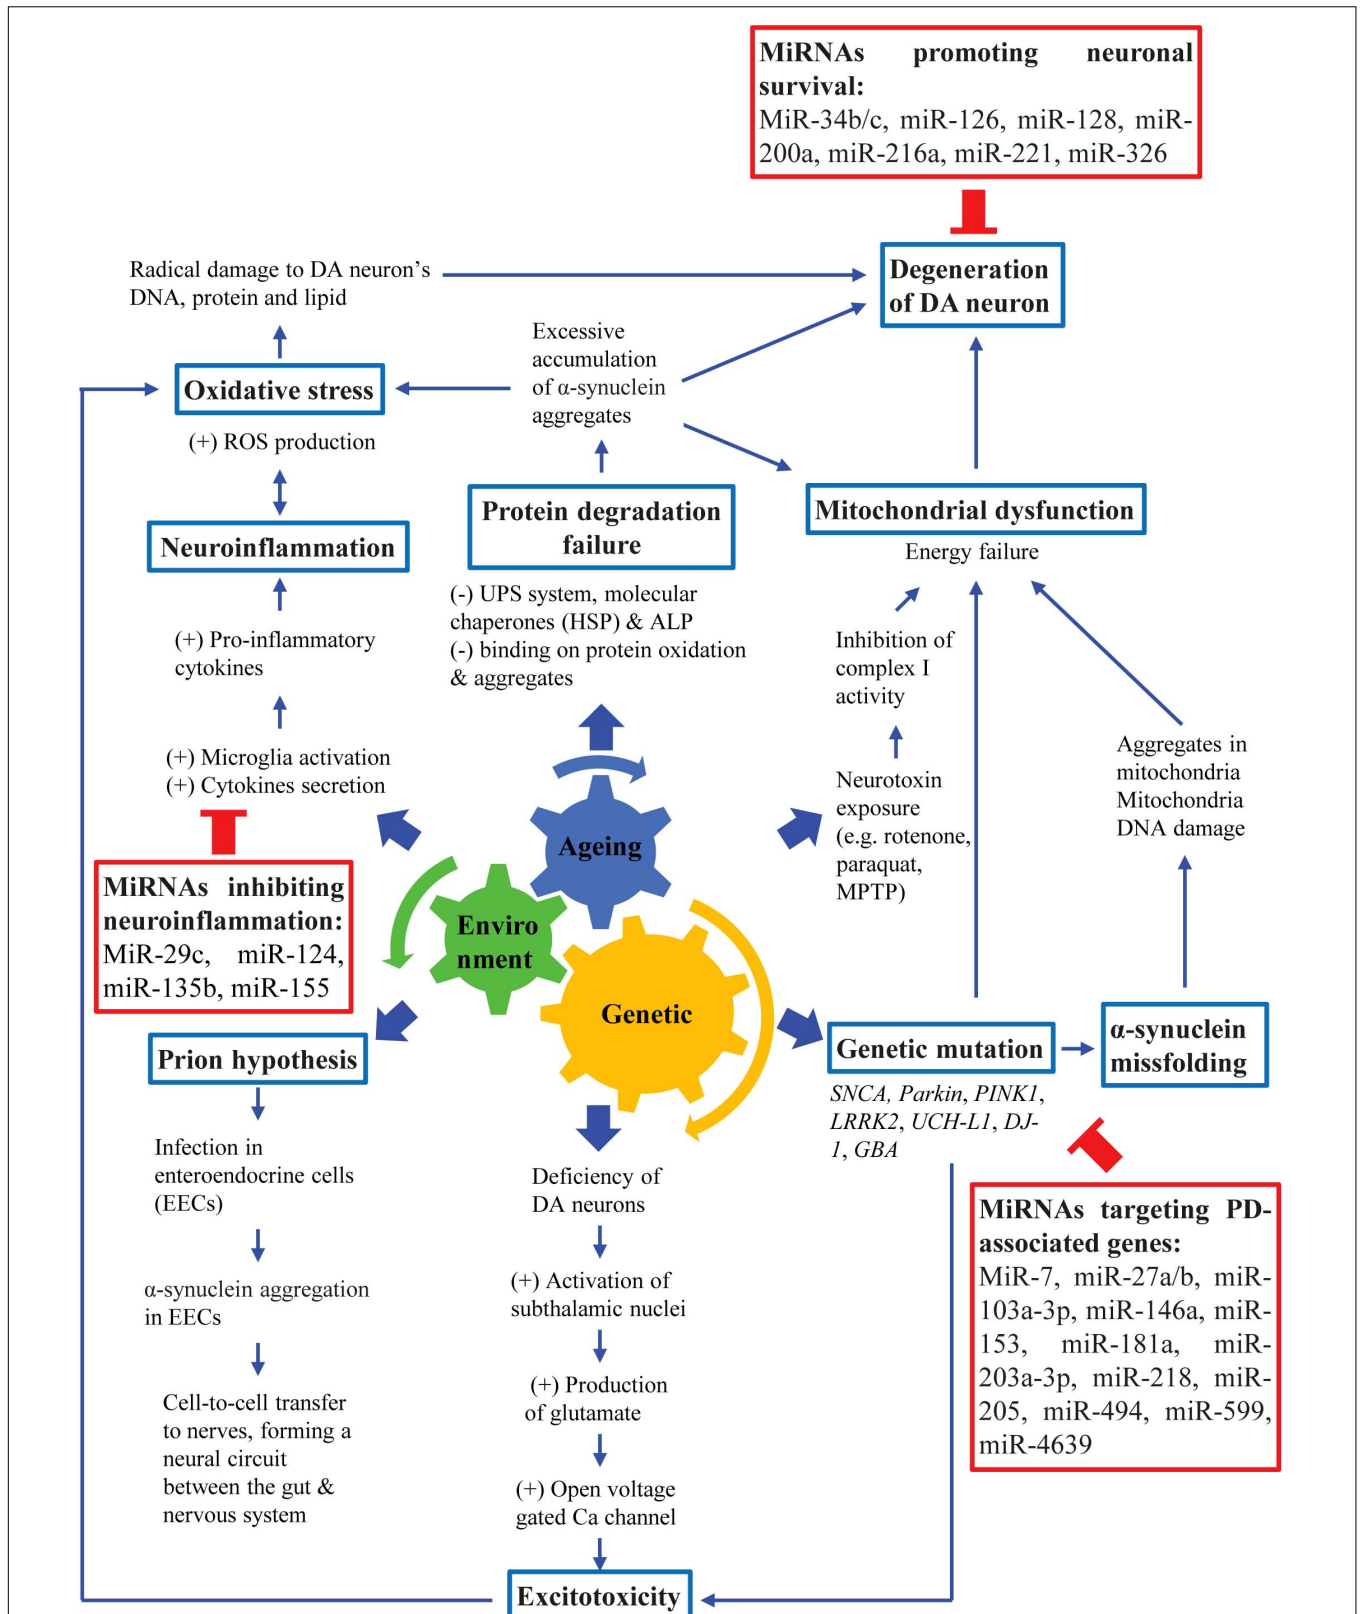 MiRNAs promoting neuronal
survival:
MiR-34b/c, miR-126, miR-128, miR-
200a, miR-216a, miR-221, miR-326
Radical damage to DA neuron's
DNA, protein and lipid
Degeneration
of DA neuron
Excessive
accumulation
of α-synuclein
aggregates
Oxidative stress
(+) ROS production
Neuroinflammation
Protein degradation
failure
Mitochondrial dysfunction
Energy failure
(-) UPS system, molecular
chaperones (HSP) & ALP
(-) binding on protein oxidation
& aggregates
(+) Pro-inflammatory
cytokines
Inhibition of
complex I
activity
(+) Microglia activation
(+) Cytokines secretion
Aggregates in
mitochondria
Mitochondria
DNA damage
Neurotoxin
exposure
(e.g. rotenone,
paraquat,
MPTP)
Ageing
MiRNAs inhibiting
neuroinflammation:
MiR-29c, miR-124,
miR-135b, miR-155
Enviro
nment
Genetic
Prion hypothesis
Genetic mutation
α-synuclein
missfolding
SNCA, Parkin, PINK1,
LRRK2, UCH-L1, DJ-
1, GBA
Infection in
enteroendocrine cells
(EECs)
Deficiency of
DA neurons
MiRNAs targeting PD-
associated genes:
MiR-7, miR-27a/b, miR-
103a-3p, miR-146a, miR-
153, miR-181a, miR-
203a-3p, miR-218, miR-
205, miR-494, miR-599,
miR-4639
α-synuclein aggregation
in EECs
(+) Activation of
subthalamic nuclei
Cell-to-cell transfer
to nerves, forming a
neural circuit
between the gut &
nervous system
(+) Production
of glutamate
(+) Open voltage
gated Ca channel
Excitotoxicity